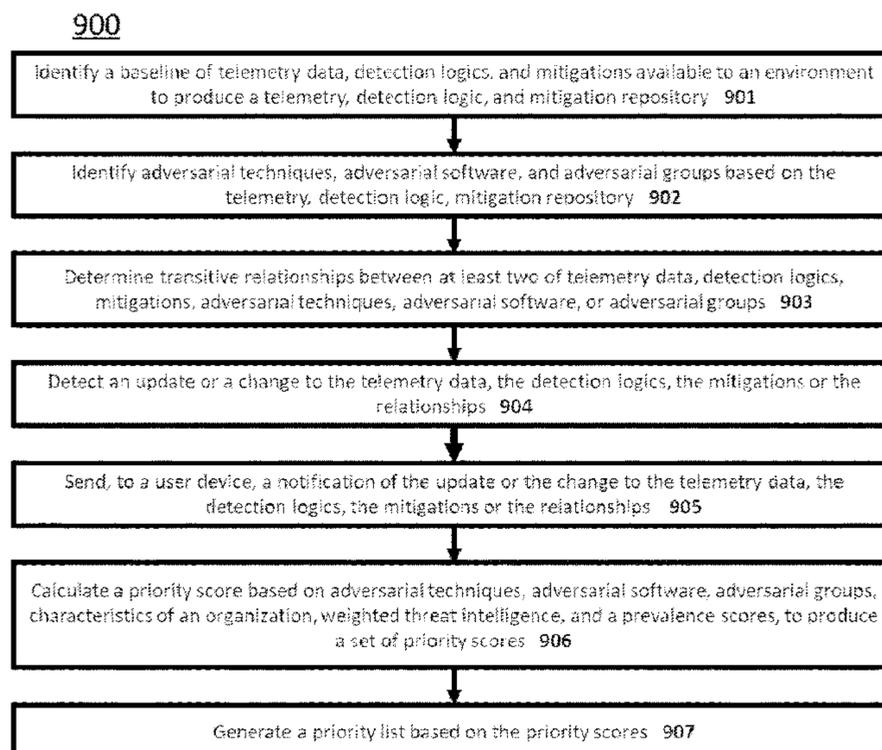 900
Identify a baseline of telemetry data, detection logics, and mitigations available to an environment
to produce a telemetry, detection logic, and mitigation repository 901
Identify adversarial techniques, adversarial software, and adversarial groups based on the
telemetry, detection logic, mitigation repository 902
Determine transitive relationships between at least two of telemetry data, detection logics,
mitigations, adversarial techniques, adversarial software, or adversarial groups 903
Detect an update or a change to the telemetry data, the detection logics, the mitigations or the
relationships 904
Send, to a user device, a notification of the update or the change to the telemetry data, the
detection logics, the mitigations or the relationships 905
Calculate a priority score based on adversarial techniques, adversarial software, adversarial groups,
characteristics of an organization, weighted threat intelligence, and a prevalence scores, to produce
a set of priority scores 906
Generate a priority list based on the priority scores 907